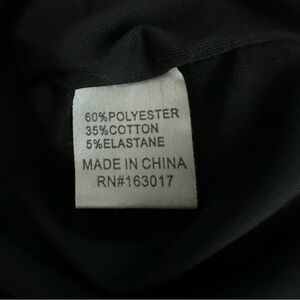 60%POLYESTER
35%COTTON
5%ELASTANE
MADE IN CHINA
RN#163017